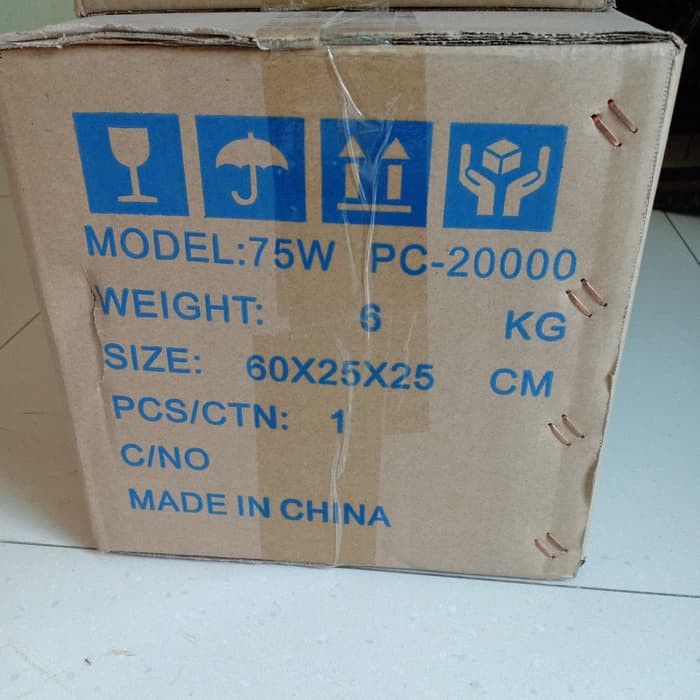 MODEL:75W PC-20000
WEIGHT: 6 KG
SIZE: 60X25X25 CM
PCS/CTN: 1
C/NO
MADE IN CHINA